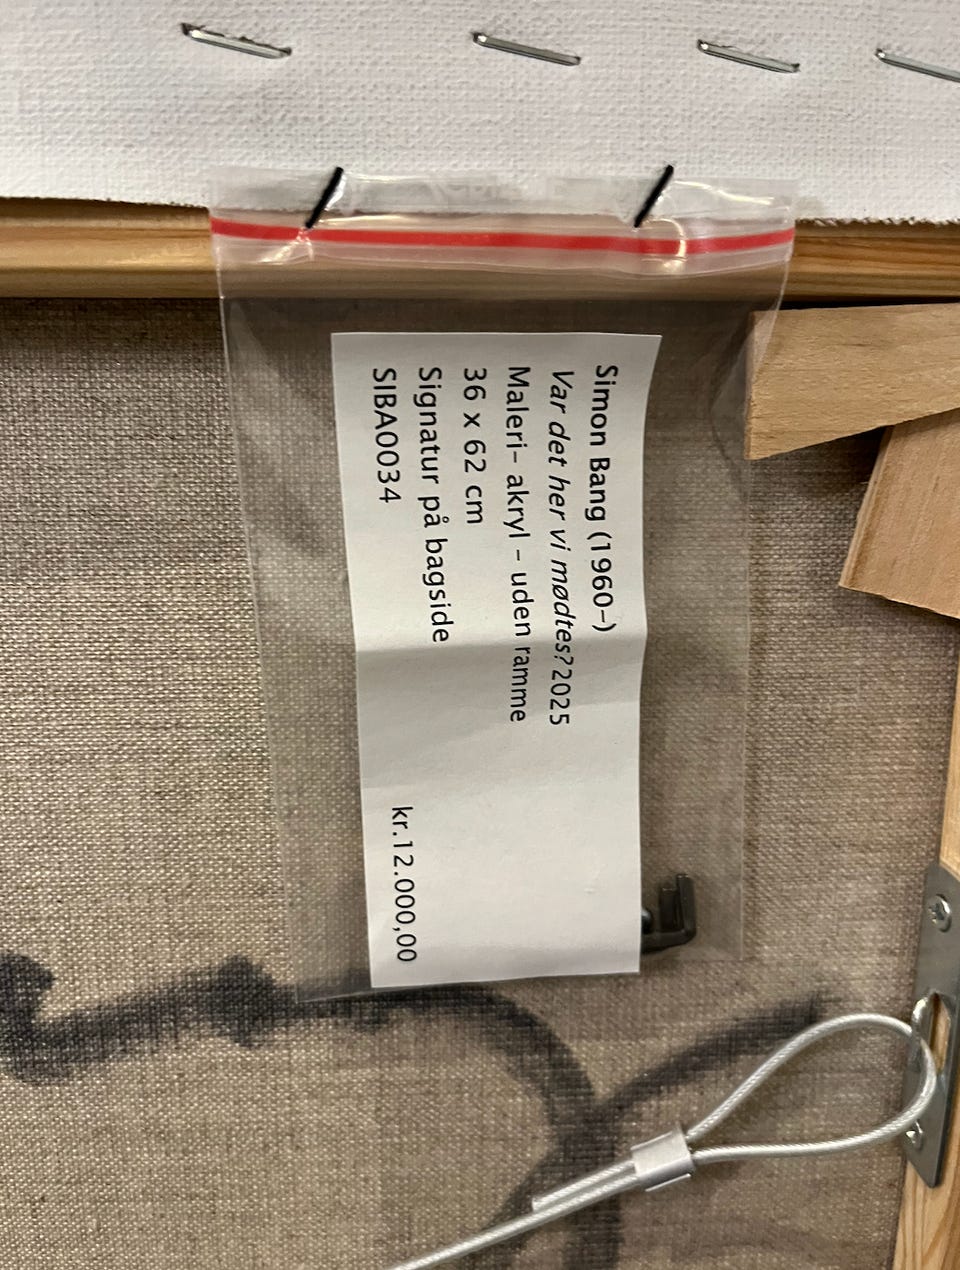 Simon Bang (1960-)
Var det her vi mødtes?2025
Maleri- akryl - uden ramme
36 x 62 cm
Signatur på bagside
SIBA0034
kr.12.000,00